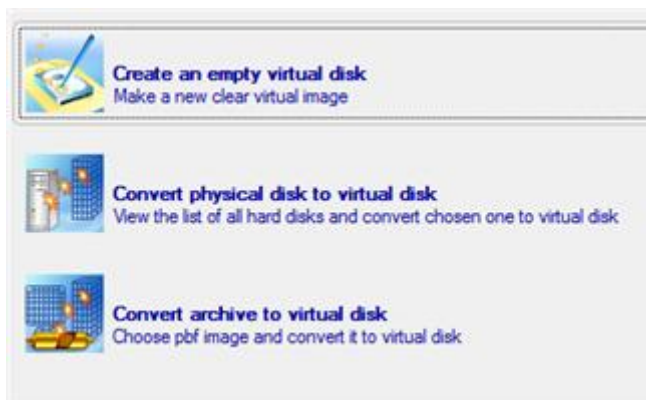 Create an empty virtual disk
Make a new clear virtual image
Convert physical disk to virtual disk
View the list of all hard disks and convert chosen one to virtual disk
Convert archive to virtual disk
Choose pbf image and convert it to virtual disk